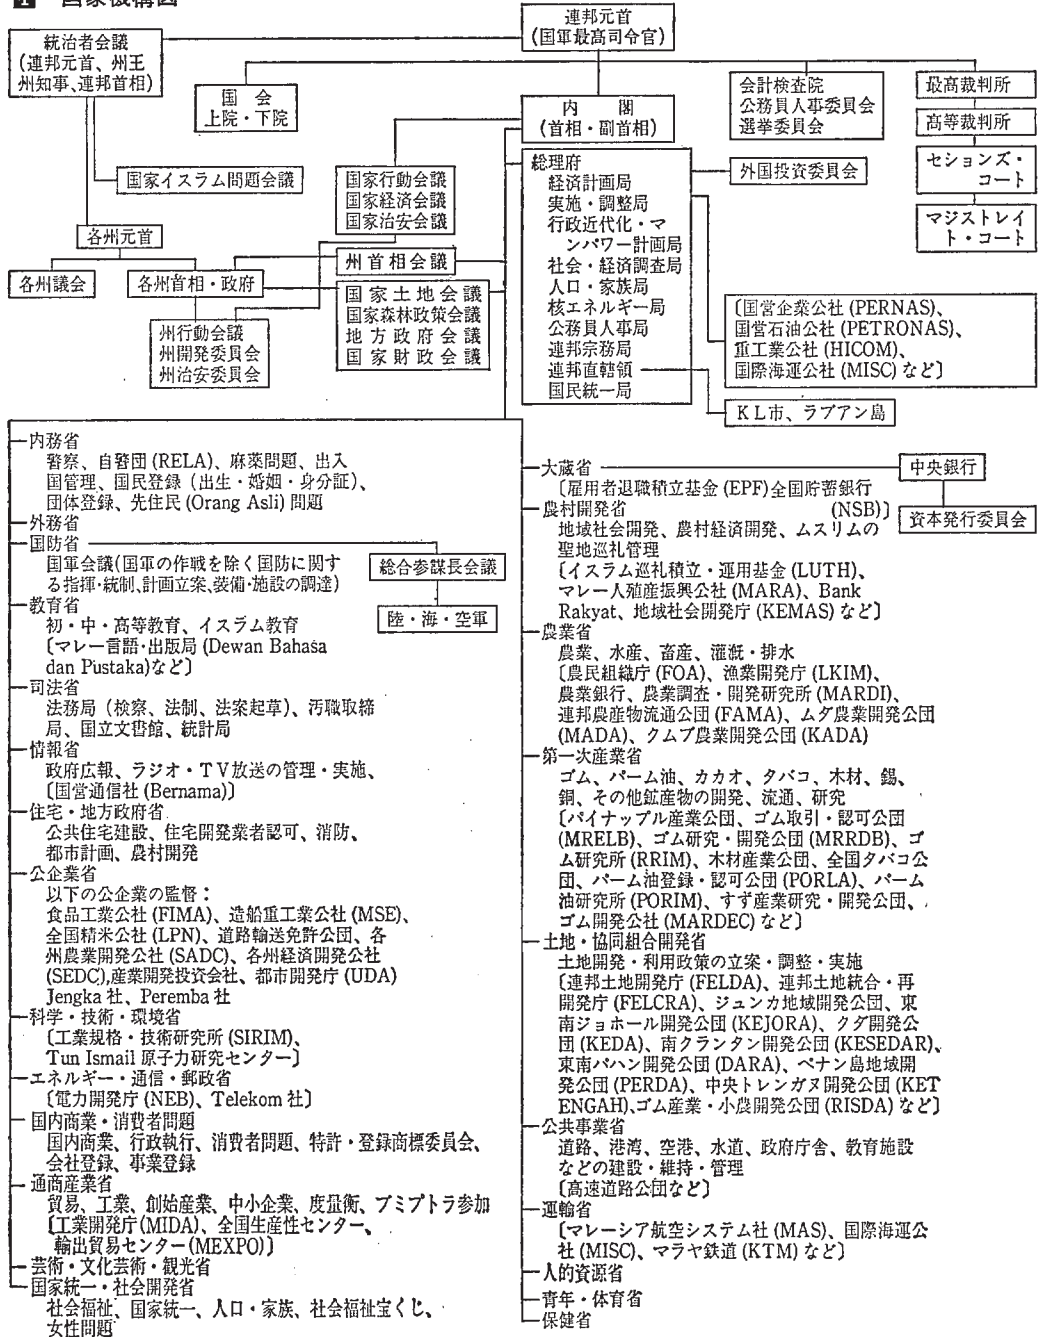 1 国家機構図
連邦元首
(国軍最高司令官)
統治者会議
(連邦元首、州王
州知事、連邦首相)
国会
上院・下院
内閣
(首相・副首相)
会計検査院
公務員人事委員会
選挙委員会
最高裁判所
高等裁判所
セションズ・
コート
マジストレイ
ト・コート
国家イスラム問題会議
国家行動会議
国家経済会議
国家治安会議
総理府
経済計画局
実施・調整局
行政近代化・マ
ンパワー計画局
社会・経済調査局
人口・家族局
核エネルギー局
公務員人事局
連邦宗務局
連邦直轄領
国民統一局
外国投資委員会
各州元首
各州議会
各州首相・政府
州首相会議
国家土地会議
国家森林政策会議
地方政府会議
国家財政会議
州行動会議
州開発委員会
州治安委員会
〔国営企業公社 (PERNAS)、
国営石油公社 (PETRONAS)、
重工業公社 (HICOM)、
国際海運公社 (MISC) など〕
KL市、ラブアン島
内務省
警察、自警団 (RELA)、麻薬問題、出入
国管理、国民登録 (出生・婚姻・身分証)、
団体登録、先住民 (Orang Asli) 問題
外務省
国防省
国軍会議(国軍の作戦を除く国防に関す
る指揮・統制、計画立案、装備・施設の調達)
総合参謀長会議
陸・海・空軍
教育省
初・中・高等教育、イスラム教育
〔マレー言語・出版局 (Dewan Bahasa
dan Pustaka)など〕
司法省
法務局 (検察、法制、法案起草)、汚職取締
局、国立文書館、統計局
情報省
政府広報、ラジオ・TV放送の管理・実施、
〔国営通信社 (Bernama)〕
住宅・地方政府省
公共住宅建設、住宅開発業者認可、消防、
都市計画、農村開発
公企業省
以下の公企業の監督：
食品工業公社 (FIMA)、造船重工業公社 (MSE)、
全国精米公社 (LPN)、道路輸送免許公団、各
州農業開発公社 (SADC)、各州経済開発公社
(SEDC),産業開発投資会社、都市開発庁 (UDA)
Jengka 社、Peremba 社
科学・技術・環境省
〔工業規格・技術研究所 (SIRIM)、
Tun Ismail 原子力研究センター〕
エネルギー・通信・郵政省
〔電力開発庁 (NEB)、Telekom 社〕
国内商業・消費者問題
国内商業、行政執行、消費者問題、特許・登録商標委員会、
会社登録、事業登録
通商産業省
貿易、工業、創始産業、中小企業、度量衡、ブミプトラ参加
〔工業開発庁(MIDA)、全国生産性センター、
輸出貿易センター(MEXPO)〕
芸術・文化芸術・観光省
国家統一・社会開発省
社会福祉、国家統一、人口・家族、社会福祉宝くじ、
女性問題
大蔵省
〔雇用者退職積立基金 (EPF)全国貯蓄銀行
(NSB)〕
中央銀行
資本発行委員会
農村開発省
地域社会開発、農村経済開発、ムスリムの
聖地巡礼管理
〔イスラム巡礼積立・運用基金 (LUTH)、
マレー人殖産振興公社 (MARA)、Bank
Rakyat、地域社会開発庁 (KEMAS) など〕
農業省
農業、水産、畜産、灌漑・排水
〔農民組織庁 (FOA)、漁業開発庁 (LKIM)、
農業銀行、農業調査・開発研究所 (MARDI)、
連邦農産物流通公団 (FAMA)、ムダ農業開発公団
(MADA)、クムブ農業開発公団 (KADA)
第一次産業省
ゴム、パーム油、カカオ、タバコ、木材、錫、
銅、その他鉱産物の開発、流通、研究
〔パイナップル産業公団、ゴム取引・認可公団
(MRELB)、ゴム研究・開発公団 (MRRDB)、ゴ
ム研究所 (RRIM)、木材産業公団、全国タバコ公
団、パーム油登録・認可公団 (PORLA)、パーム
油研究所 (PORIM)、すず産業研究・開発公団、
ゴム開発公社 (MARDEC) など〕
土地・協同組合開発省
土地開発・利用政策の立案・調整・実施
〔連邦土地開発庁 (FELDA)、連邦土地統合・再
開発庁 (FELCRA)、ジュンカ地域開発公団、東
南ジョホール開発公団 (KEJORA)、クダ開発公
団 (KEDA)、南クランタン開発公団 (KESEDAR)、
東南パハン開発公団 (DARA)、ペナン島地域開
発公団 (PERDA)、中央トレンガヌ開発公団 (KET
ENGAH)、ゴム産業・小農開発公団 (RISDA) など〕
公共事業省
道路、港湾、空港、水道、政府庁舎、教育施設
などの建設・維持・管理
〔高速道路公団など〕
運輸省
〔マレーシア航空システム社 (MAS)、国際海運公
社 (MISC)、マラヤ鉄道 (KTM) など〕
人的資源省
青年・体育省
保健省